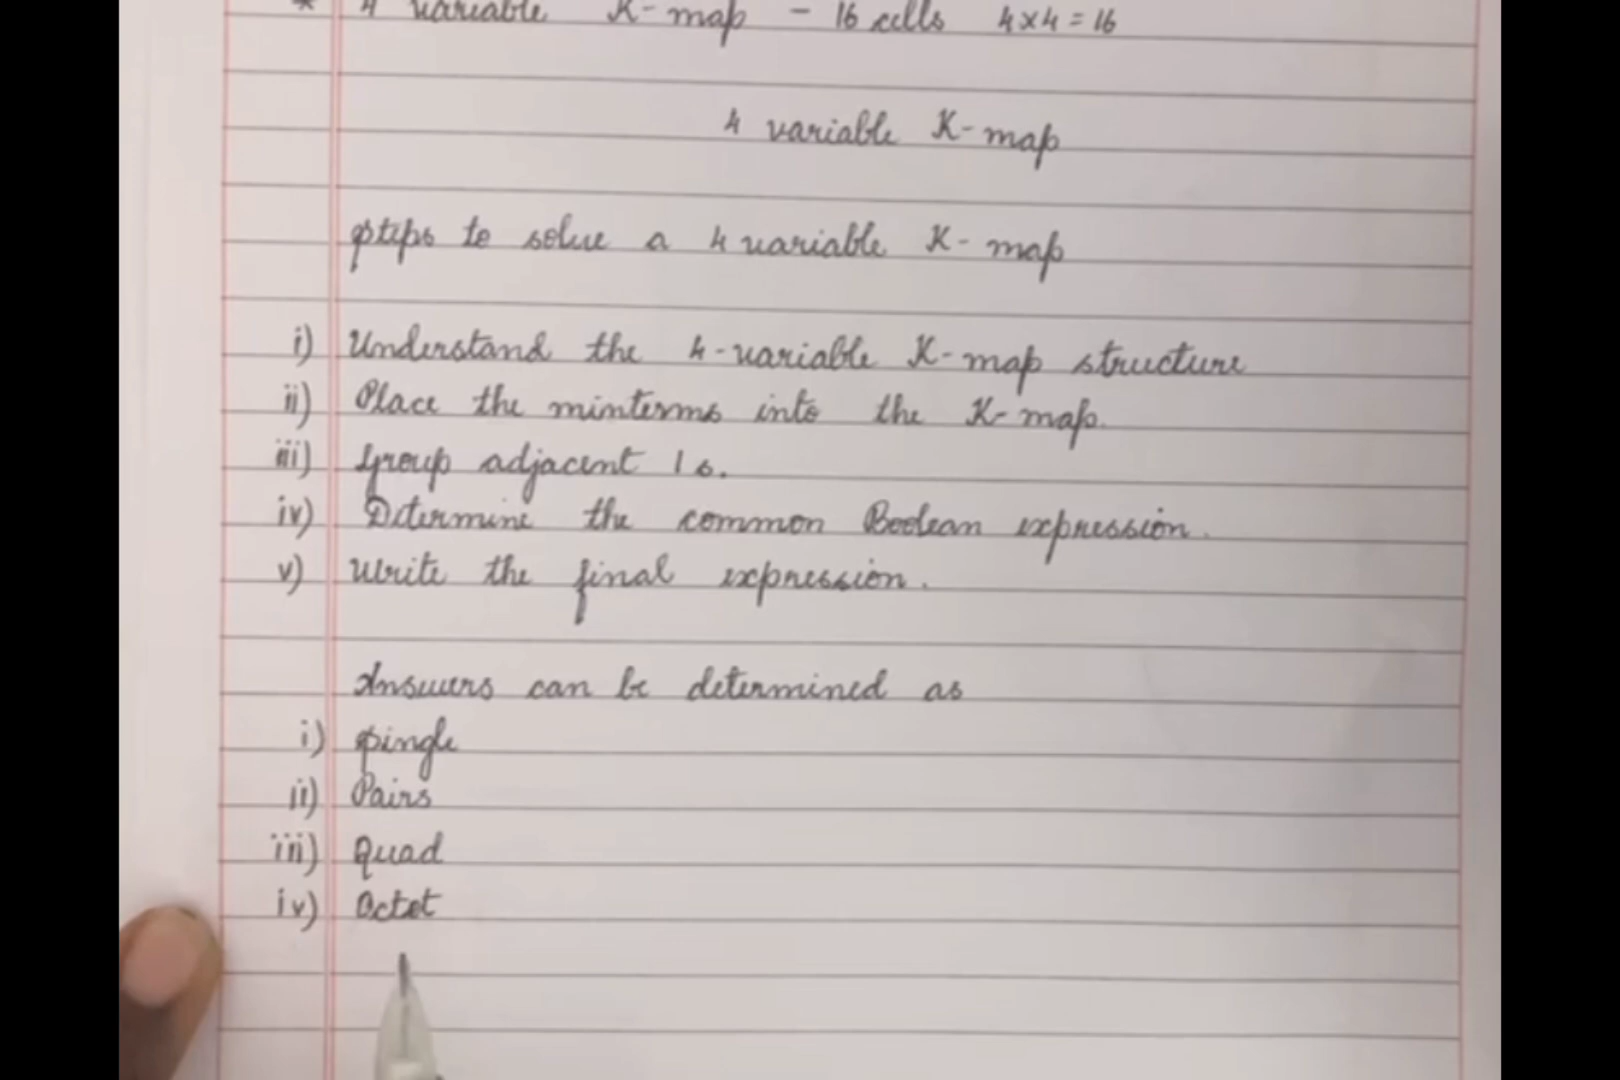 * 4 variable K-map - 16 cells 4x4=16
4 variable K-map
Steps to solve a 4 variable K-map
i) Understand the 4-variable K-map structure
ii) Place the minterms into the K-map.
iii) Group adjacent 1s.
iv) Determine the common Boolean expression.
v) Write the final expression.
Answers can be determined as
i) Single
ii) Pairs
iii) Quad
iv) Octet